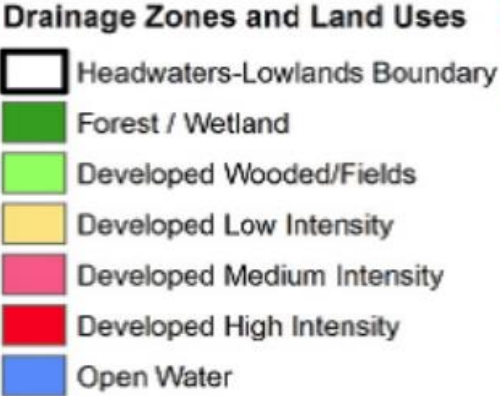 Drainage Zones and Land Uses
Headwaters-Lowlands Boundary
Forest / Wetland
Developed Wooded/Fields
Developed Low Intensity
Developed Medium Intensity
Developed High Intensity
Open Water